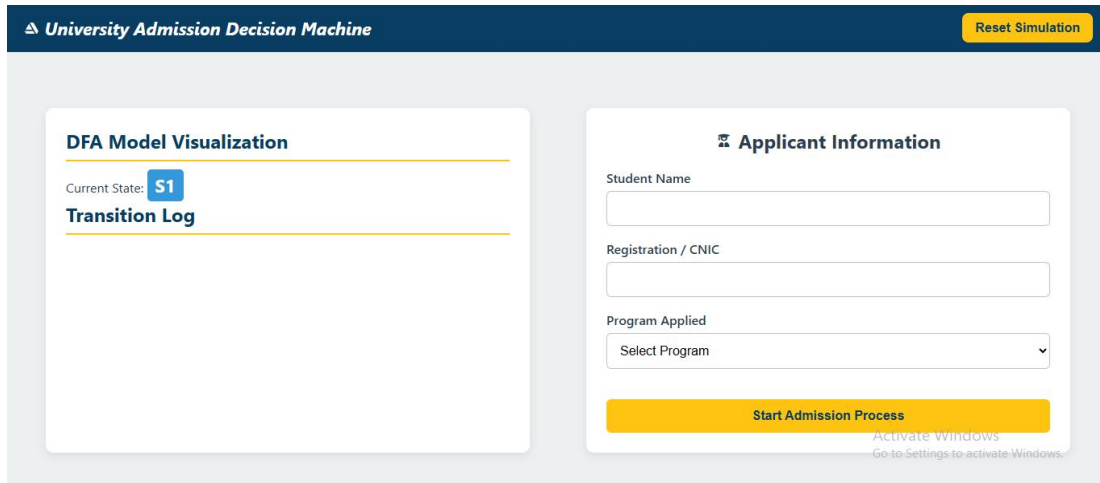 University Admission Decision Machine
Reset Simulation
DFA Model Visualization
Current State: S1
Transition Log
Applicant Information
Student Name
Registration / CNIC
Program Applied
Select Program
Start Admission Process
Activate Windows
Go to Settings to activate Windows.